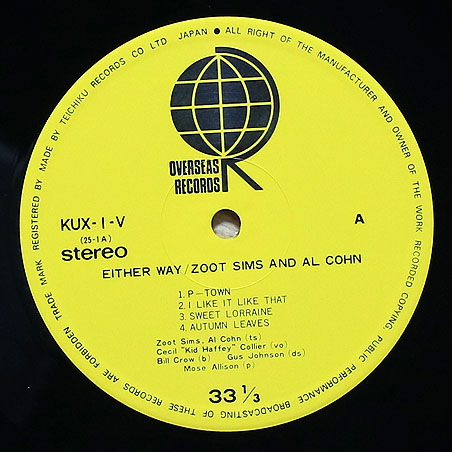 TRADE MARK REGISTERED BY MADE BY TEICHIKU RECORDS CO LTD JAPAN ● ALL RIGHT OF THE MANUFACTURER AND OWNER OF THE WORK RECORDED COPYING, PUBLIC PERFORMANCE BROADCASTING OF THESE RECORDS ARE FORBIDDEN
OVERSEAS
RECORDS
KUX-1-V
(25-1A)
stereo
A
EITHER WAY/ZOOT SIMS AND AL COHN
1. P-TOWN
2. I LIKE IT LIKE THAT
3. SWEET LORRAINE
4. AUTUMN LEAVES
Zoot Sims, Al Cohn (ts)
Cecil "Kid Haffey" Collier (vo)
Bill Crow (b) Gus Johnson (ds)
Mose Allison (p)
33 1/3